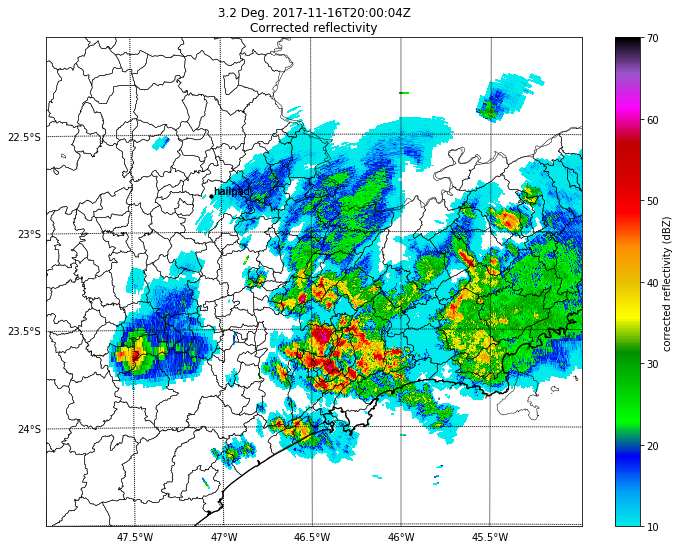 3.2 Deg. 2017-11-16T20:00:04Z
Corrected reflectivity
70
60
50
40
30
20
10
corrected reflectivity (dBZ)
22.5°S
23°S
23.5°S
24°S
hailpad
47.5°W
47°W
46.5°W
46°W
45.5°W